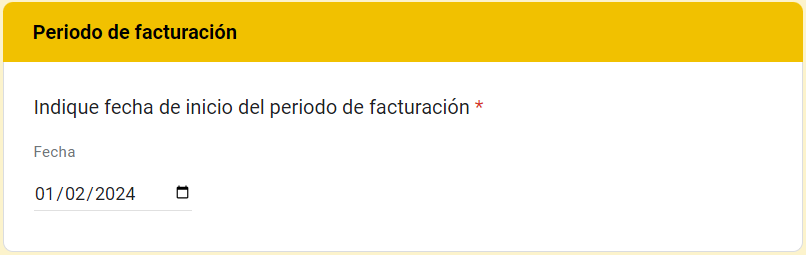 Periodo de facturación
Indique fecha de inicio del periodo de facturación *
Fecha
01/02/2024